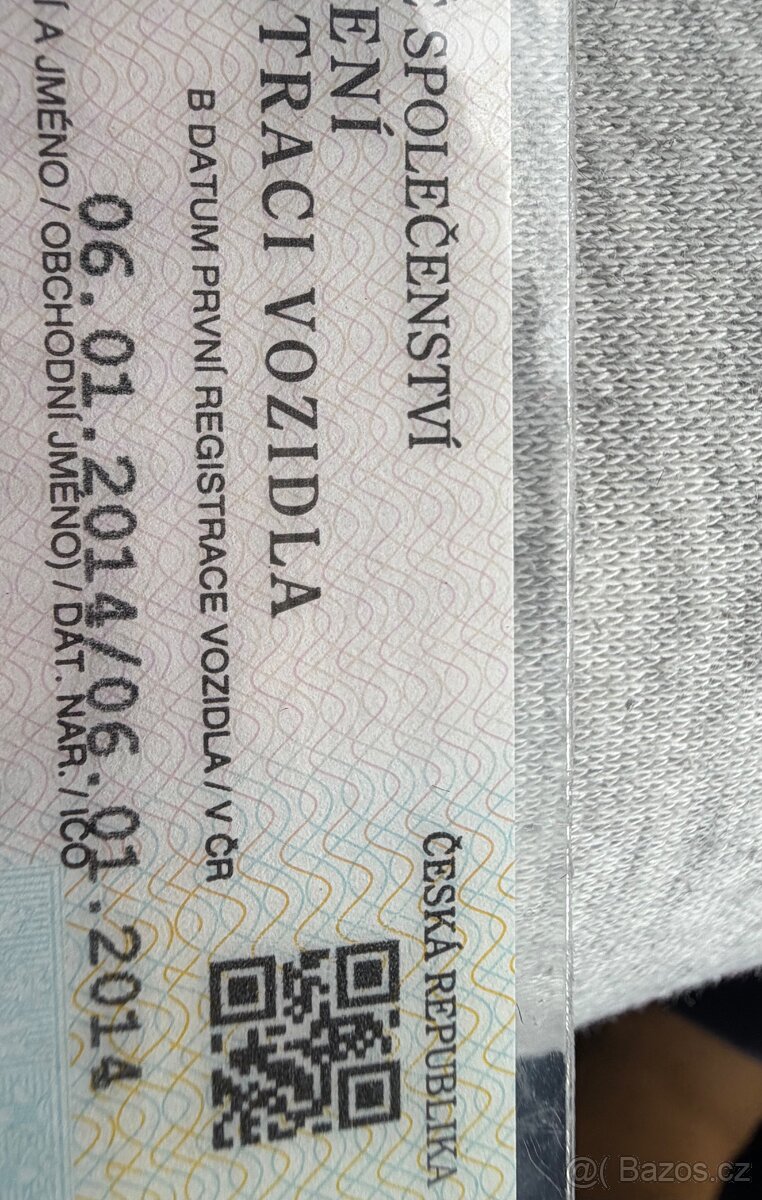 SPOLEČENSTVÍ
ČESKÁ REPUBLIKA
ENÍ
TRACI VOZIDLA
B DATUM PRVNÍ REGISTRACE VOZIDLA / V ČR
06.01.2014/06.01.2014
Í A JMÉNO / OBCHODNÍ JMÉNO) / DAT. NAR. / IČO
@( Bazos.cz